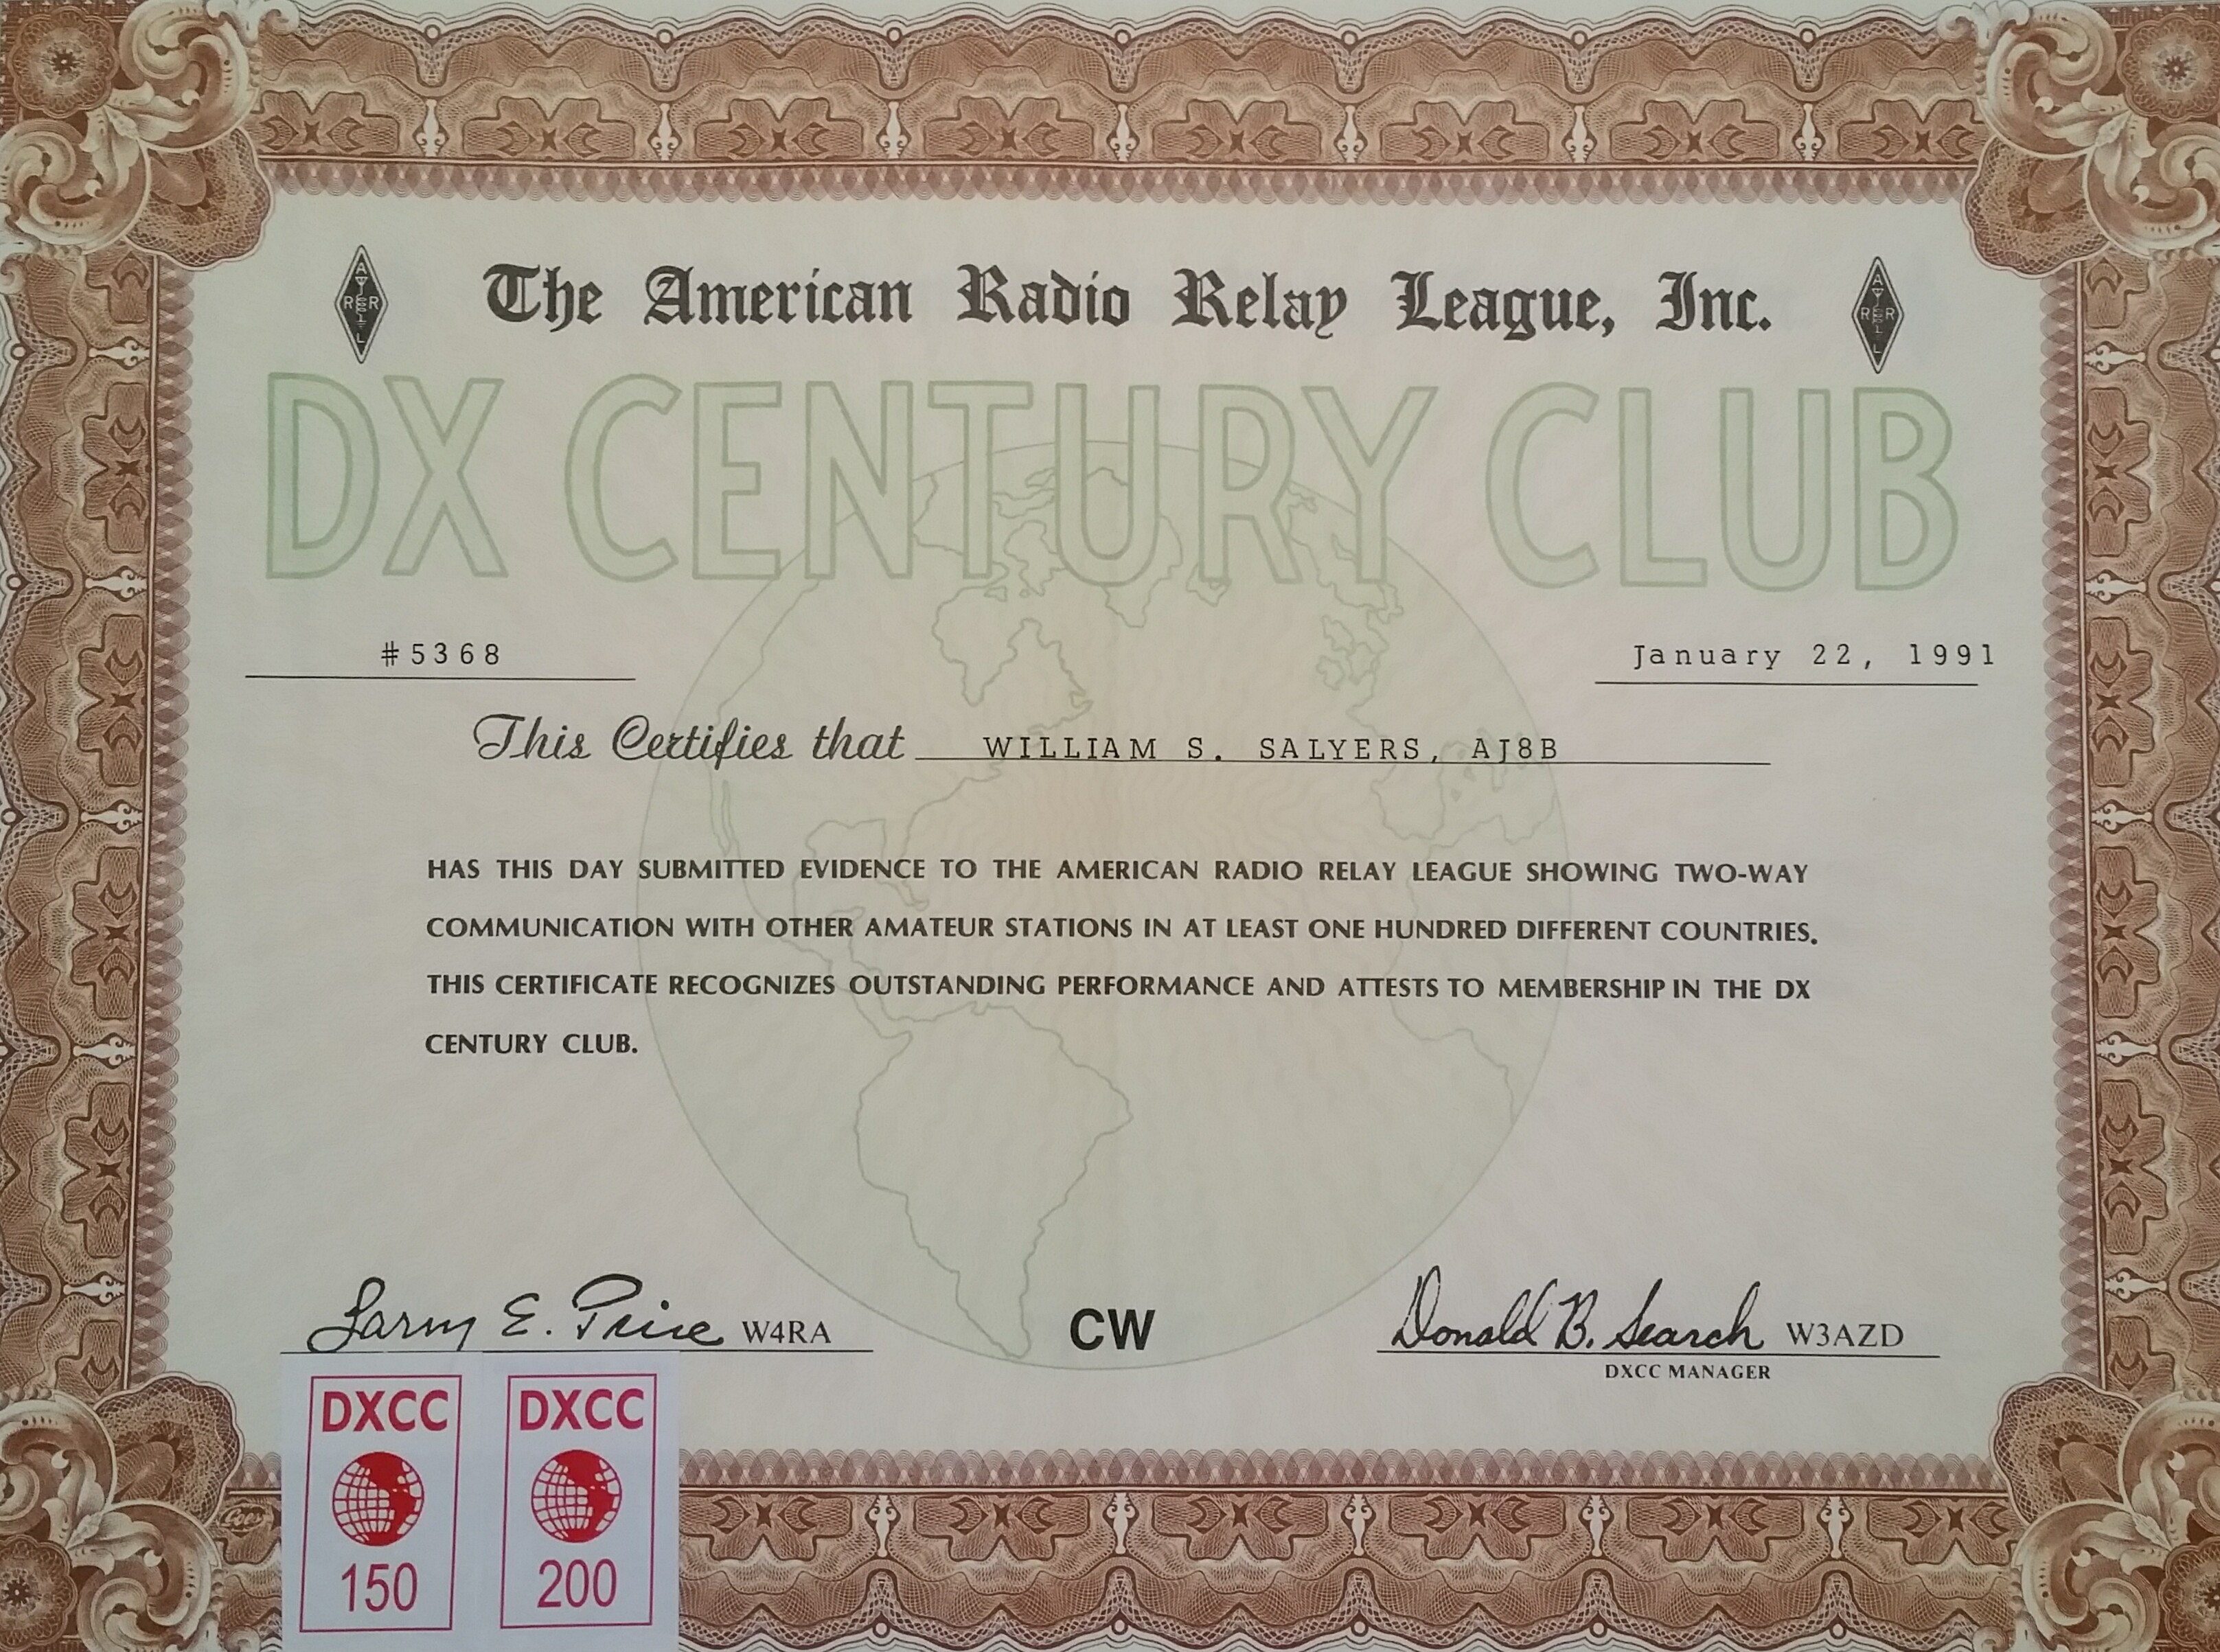 The American Radio Relay League, Inc.
A
R R
L
A
R R
L
DX CENTURY CLUB
#5368
January 22, 1991
This Certifies that WILLIAM S. SALYERS, AJ8B
HAS THIS DAY SUBMITTED EVIDENCE TO THE AMERICAN RADIO RELAY LEAGUE SHOWING TWO-WAY
COMMUNICATION WITH OTHER AMATEUR STATIONS IN AT LEAST ONE HUNDRED DIFFERENT COUNTRIES.
THIS CERTIFICATE RECOGNIZES OUTSTANDING PERFORMANCE AND ATTESTS TO MEMBERSHIP IN THE DX
CENTURY CLUB.
Larry E. Price W4RA
CW
Donald B. Search W3AZD
DXCC MANAGER
DXCC
150
DXCC
200
Goes